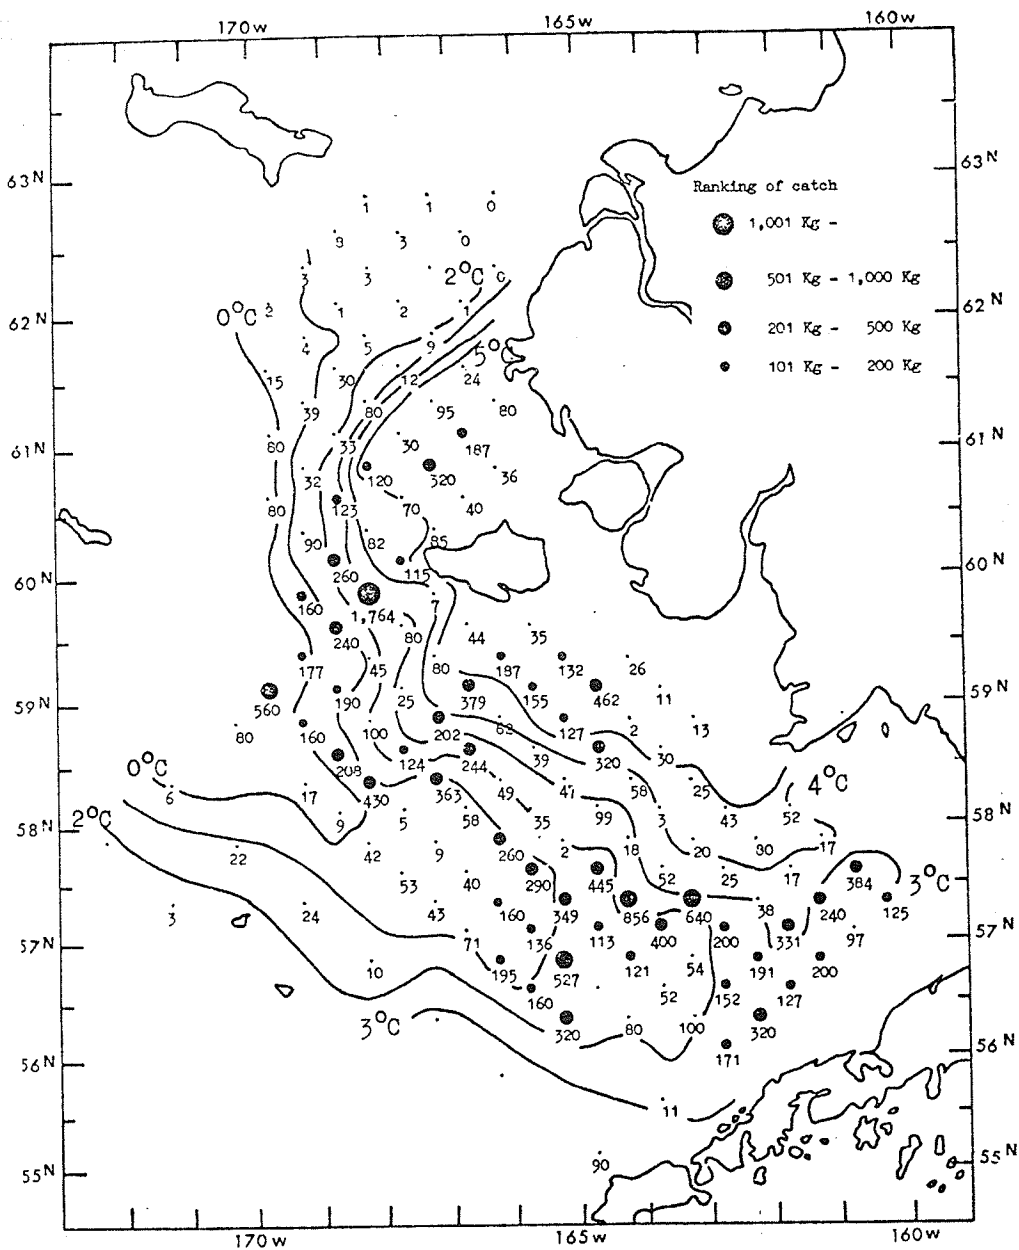 170W 165W 160W
63N 63N
Ranking of catch
1,001 Kg -
501 Kg - 1,000 Kg
201 Kg - 500 Kg
101 Kg - 200 Kg
1 1 0
3 0
3 3 2°C 0
0°C 2 1 2 1
62N 62N
4 5 9 5°
15 30 12 24
39 80 95 80
61N 80 33 30 187 61N
32 120 320 36
80 123 70 40
90 82 85
60N 260 115 60N
160 1,764 7
240 80 44 35
177 45 80 187 132 26
59N 560 190 25 379 155 462 11 59N
80 160 100 202 62 127 2 13
208 124 244 39 320 30
0°C 6 17 430 363 49 47 58 25 4°C
2°C 58N 9 5 58 35 99 3 43 52 58N
22 42 9 260 2 18 20 80 17
53 40 290 445 52 25 17 384 3°C
3 24 43 160 349 856 640 38 240 125
57N 71 136 113 400 200 331 97 57N
10 195 527 121 54 191 200
160 52 152 127
3°C 320 80 100 320
56N 171 56N
11
90
55N 55N
170W 165W 160W